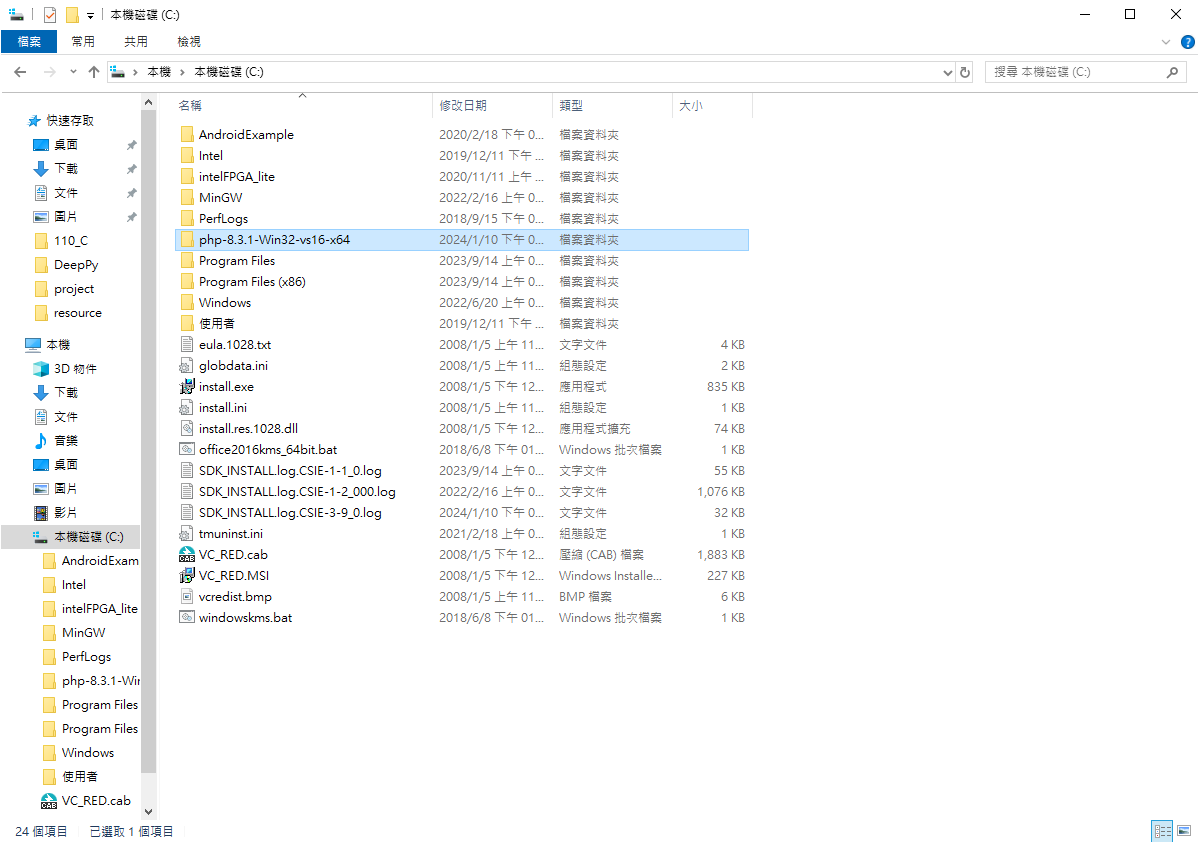 本機磁碟 (C:)
檔案 常用 共用 檢視
本機 本機磁碟 (C:) 搜尋 本機磁碟 (C:)
快速存取
桌面
下載
文件
圖片
110_C
DeepPy
project
resource
本機
3D 物件
下載
文件
音樂
桌面
圖片
影片
本機磁碟 (C:)
AndroidExam
Intel
intelFPGA_lite
MinGW
PerfLogs
php-8.3.1-Win
Program Files
Program Files
Windows
使用者
VC_RED.cab
名稱 修改日期 類型 大小
AndroidExample 2020/2/18 下午 0... 檔案資料夾
Intel 2019/12/11 下午 ... 檔案資料夾
intelFPGA_lite 2020/11/11 上午 ... 檔案資料夾
MinGW 2022/2/16 上午 0... 檔案資料夾
PerfLogs 2018/9/15 下午 0... 檔案資料夾
php-8.3.1-Win32-vs16-x64 2024/1/10 下午 0... 檔案資料夾
Program Files 2023/9/14 上午 0... 檔案資料夾
Program Files (x86) 2023/9/14 上午 0... 檔案資料夾
Windows 2022/6/20 上午 0... 檔案資料夾
使用者 2019/12/11 下午 ... 檔案資料夾
eula.1028.txt 2008/1/5 上午 11... 文字文件 4 KB
globdata.ini 2008/1/5 上午 11... 組態設定 2 KB
install.exe 2008/1/5 下午 12... 應用程式 835 KB
install.ini 2008/1/5 上午 11... 組態設定 1 KB
install.res.1028.dll 2008/1/5 下午 12... 應用程式擴充 74 KB
office2016kms_64bit.bat 2018/6/8 下午 01... Windows 批次檔案 1 KB
SDK_INSTALL.log.CSIE-1-1_0.log 2023/9/14 上午 0... 文字文件 55 KB
SDK_INSTALL.log.CSIE-1-2_000.log 2022/2/16 上午 0... 文字文件 1,076 KB
SDK_INSTALL.log.CSIE-3-9_0.log 2024/1/10 下午 0... 文字文件 32 KB
tmuninst.ini 2021/2/18 上午 0... 組態設定 1 KB
VC_RED.cab 2008/1/5 下午 12... 壓縮 (CAB) 檔案 1,883 KB
VC_RED.MSI 2008/1/5 下午 12... Windows Installe... 227 KB
vcredist.bmp 2008/1/5 上午 11... BMP 檔案 6 KB
windowskms.bat 2018/6/8 下午 01... Windows 批次檔案 1 KB
24 個項目 已選取 1 個項目